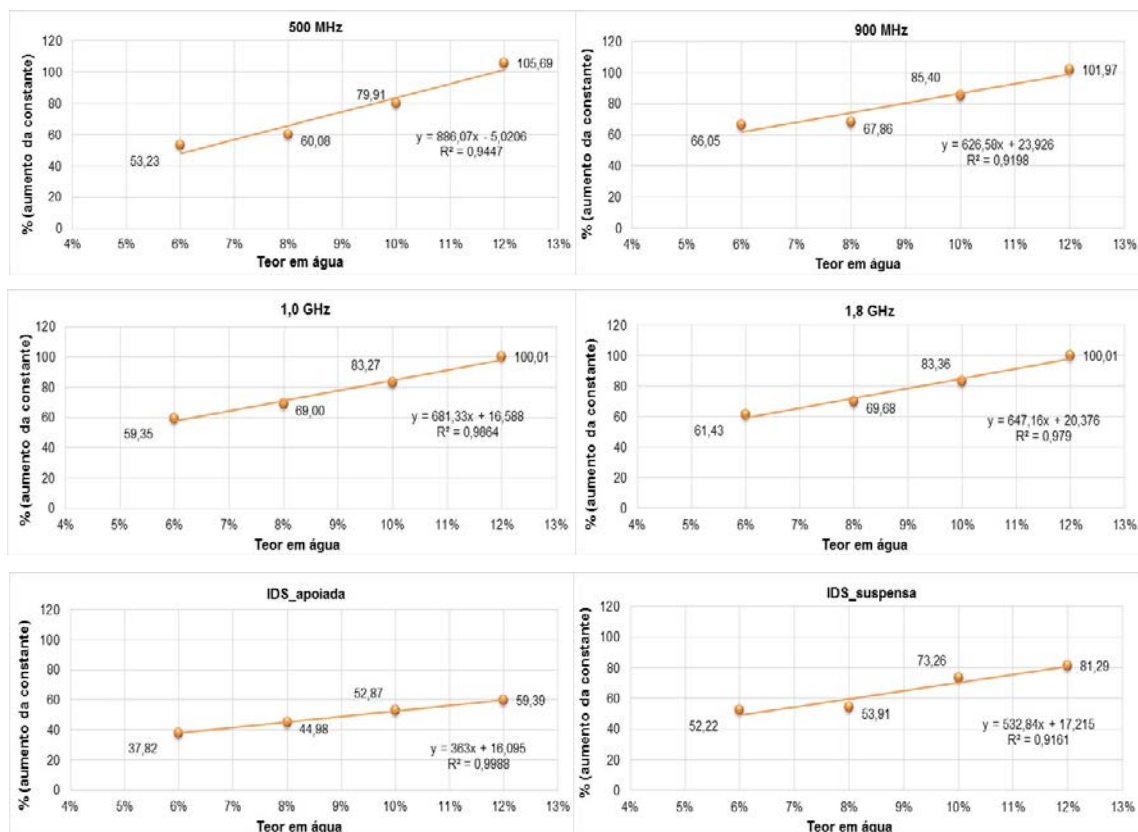 500 MHz
% (aumento da constante)
120
100
80
60
40
20
0
53,23
60,08
79,91
105,69
y = 886,07x - 5,0206
R² = 0,9447
4% 5% 6% 7% 8% 9% 10% 11% 12% 13%
Teor em água
900 MHz
% (aumento da constante)
120
100
80
60
40
20
0
66,05
67,86
85,40
101,97
y = 626,58x + 23,926
R² = 0,9198
4% 5% 6% 7% 8% 9% 10% 11% 12% 13%
Teor em água
1,0 GHz
% (aumento da constante)
120
100
80
60
40
20
0
59,35
69,00
83,27
100,01
y = 681,33x + 16,588
R² = 0,9864
4% 5% 6% 7% 8% 9% 10% 11% 12% 13%
Teor em água
1,8 GHz
% (aumento da constante)
120
100
80
60
40
20
0
61,43
69,68
83,36
100,01
y = 647,16x + 20,376
R² = 0,979
4% 5% 6% 7% 8% 9% 10% 11% 12% 13%
Teor em água
IDS_apoiada
% (aumento da constante)
120
100
80
60
40
20
0
37,82
44,98
52,87
59,39
y = 363x + 16,095
R² = 0,9988
4% 5% 6% 7% 8% 9% 10% 11% 12% 13%
Teor em água
IDS_suspensa
% (aumento da constante)
120
100
80
60
40
20
0
52,22
53,91
73,26
81,29
y = 532,84x + 17,215
R² = 0,9161
4% 5% 6% 7% 8% 9% 10% 11% 12% 13%
Teor em água